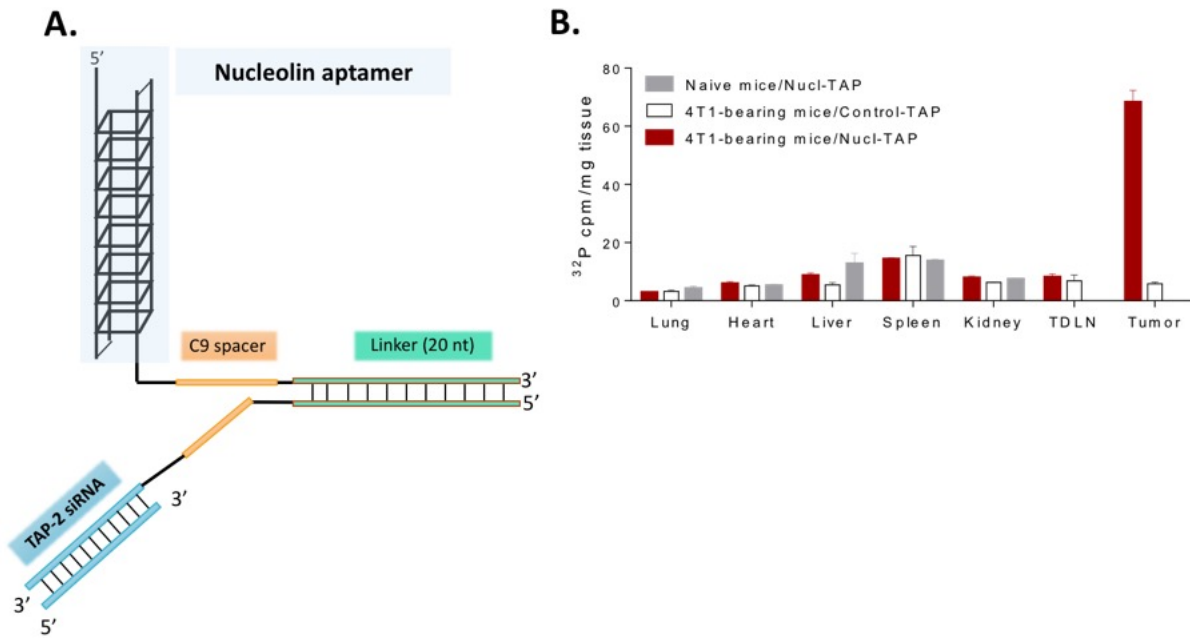 A.
5’
Nucleolin aptamer
C9 spacer
Linker (20 nt)
3’
5’
TAP-2 siRNA
3’
3’
5’
B.
80
60
40
20
0
³²P cpm/mg tissue
Naive mice/Nucl-TAP
4T1-bearing mice/Control-TAP
4T1-bearing mice/Nucl-TAP
Lung Heart Liver Spleen Kidney TDLN Tumor